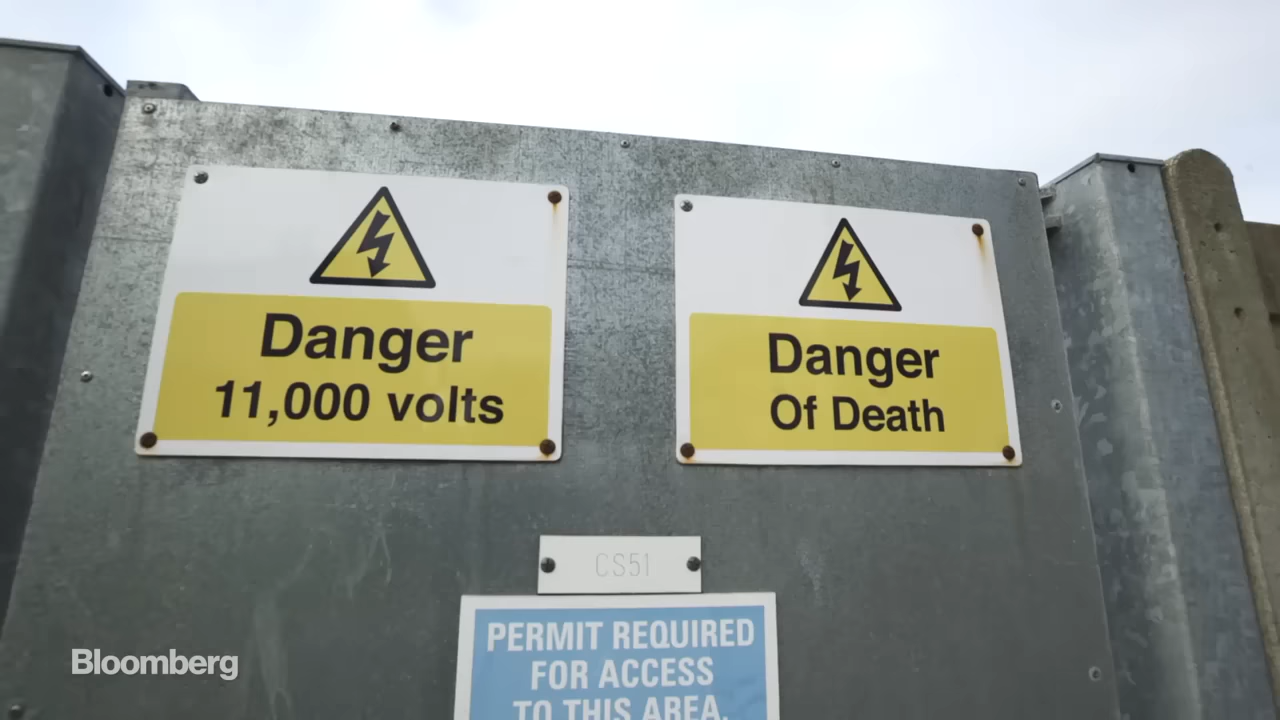 Danger
11,000 volts
Danger
Of Death
CS51
PERMIT REQUIRED
FOR ACCESS
TO THIS AREA.
Bloomberg